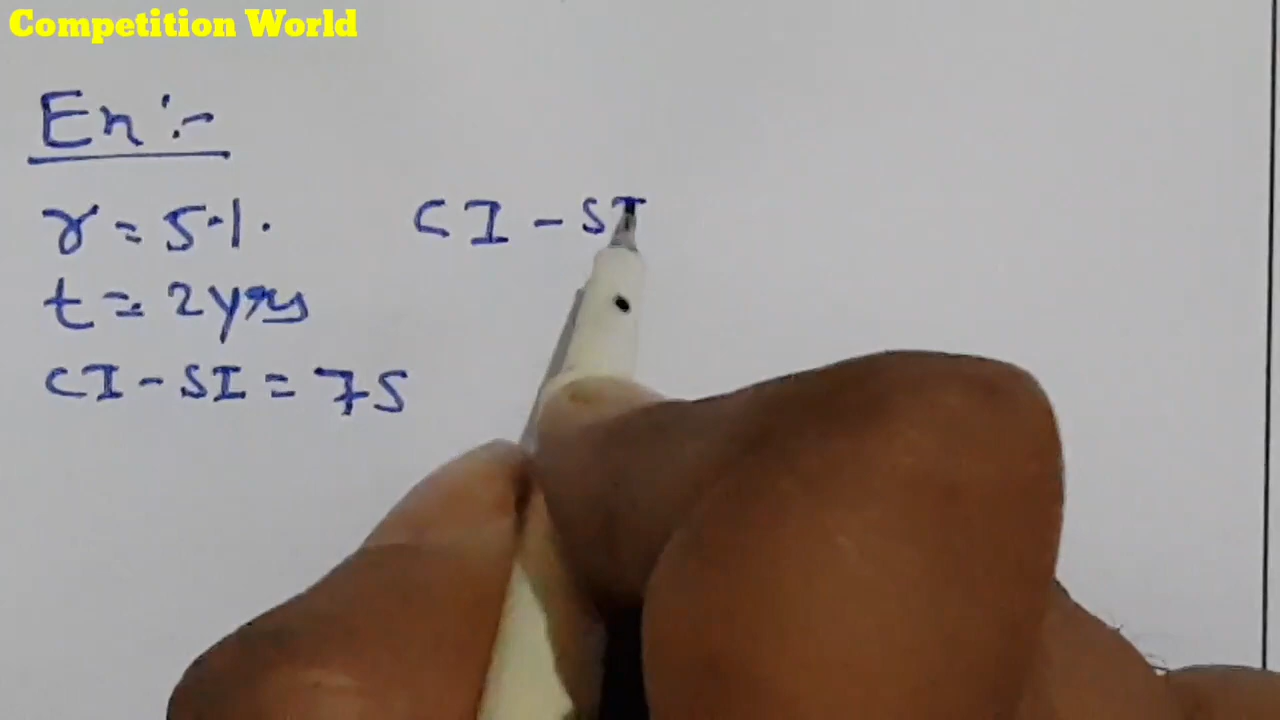 Competition World
Ex :-
r = 5%.
CI - SI
t = 2yrs
CI - SI = 75